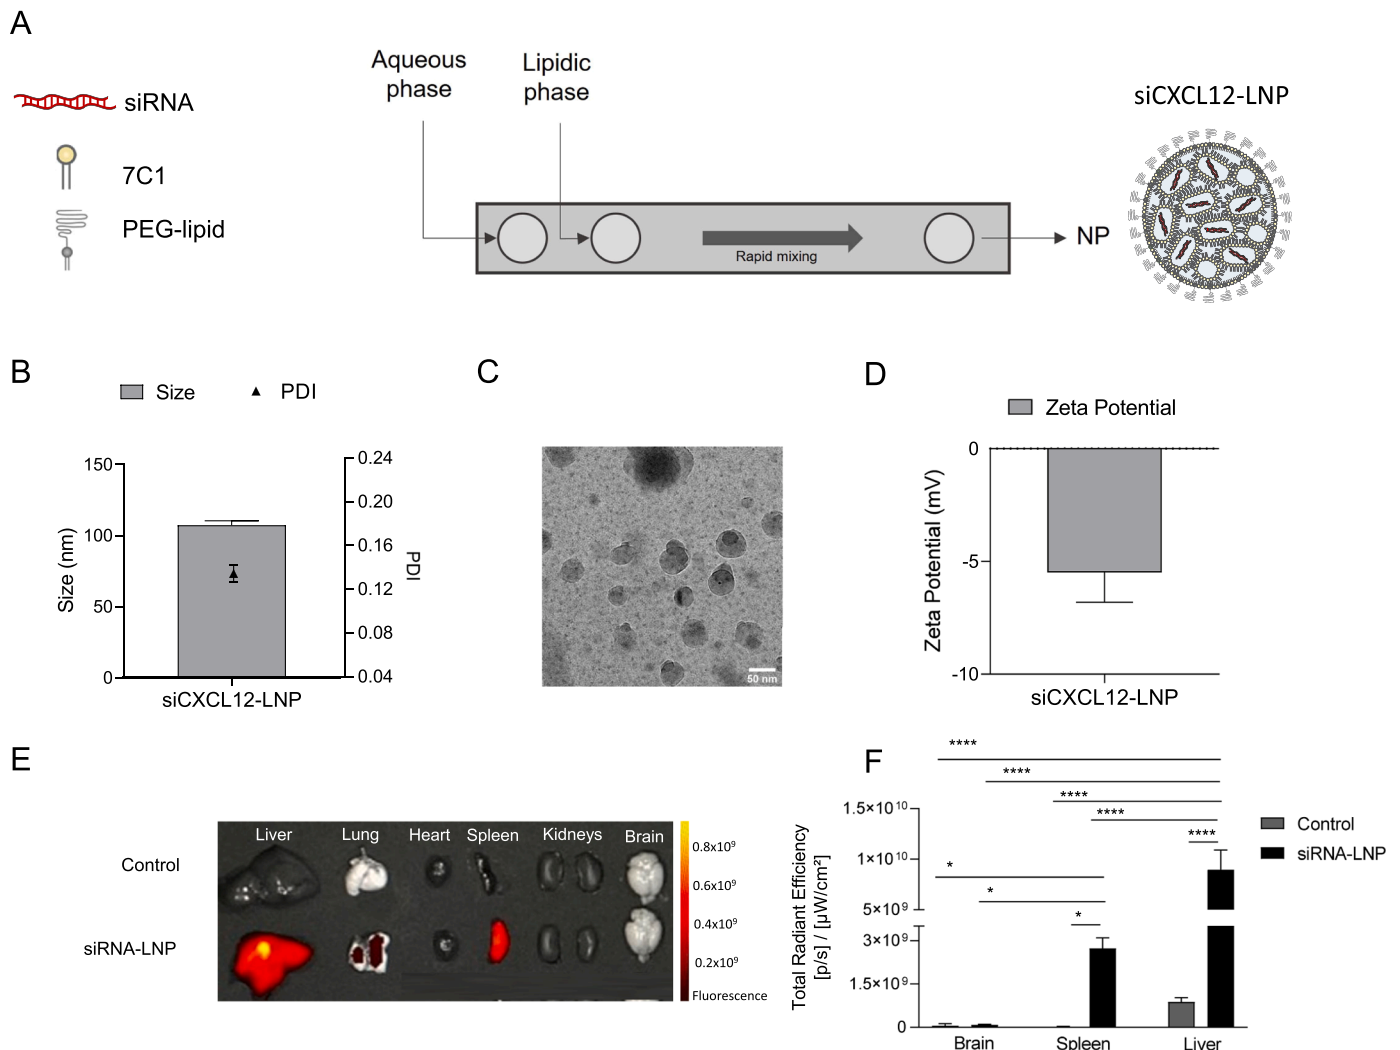 A
siRNA
7C1
PEG-lipid
Aqueous
phase
Lipidic
phase
Rapid mixing
NP
siCXCL12-LNP
B
Size
PDI
150
100
50
0
Size (nm)
0.24
0.20
0.16
0.12
0.08
0.04
PDI
siCXCL12-LNP
C
50 nm
D
Zeta Potential
0
-5
-10
Zeta Potential (mV)
siCXCL12-LNP
E
Liver Lung Heart Spleen Kidneys Brain
Control
siRNA-LNP
0.8x10⁹
0.6x10⁹
0.4x10⁹
0.2x10⁹
Fluorescence
F
****
****
****
****
****
*
*
*
1.5×10¹⁰
1×10¹⁰
5×10⁹
3×10⁹
1.5×10⁹
0
Total Radiant Efficiency
[p/s] / [µW/cm²]
Control
siRNA-LNP
Brain Spleen Liver